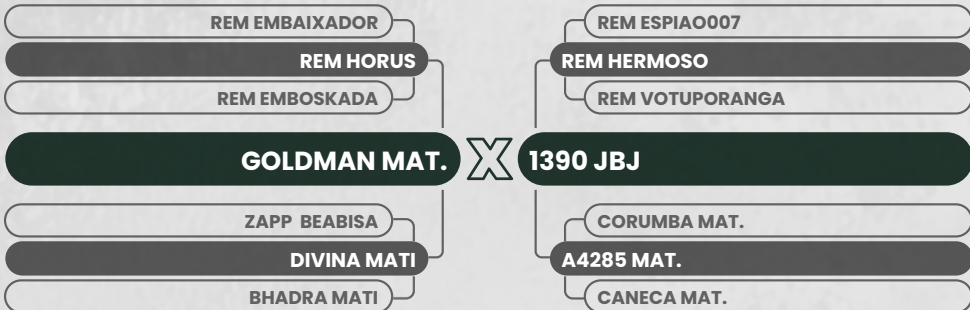 REM EMBAIXADOR
REM HORUS
REM EMBOSKADA
GOLDMAN MAT.
ZAPP BEABISA
DIVINA MATI
BHADRA MATI
X
REM ESPIAO007
REM HERMOSO
REM VOTUPORANGA
1390 JBJ
CORUMBA MAT.
A4285 MAT.
CANECA MAT.